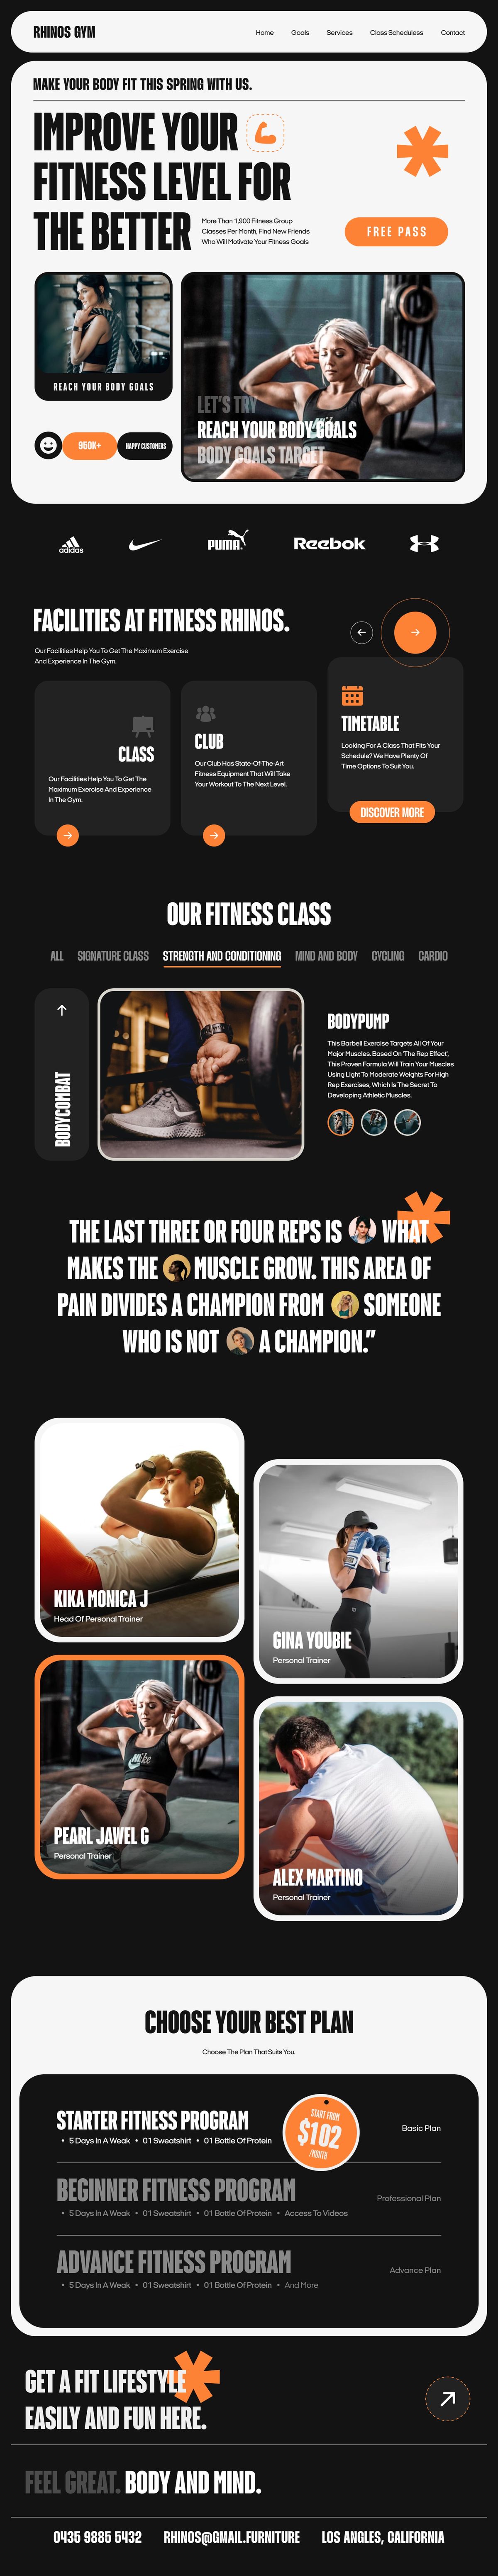 RHINOS GYM
Home Goals Services Class Scheduless Contact
MAKE YOUR BODY FIT THIS SPRING WITH US.
IMPROVE YOUR
FITNESS LEVEL FOR
THE BETTER
More Than 1,900 Fitness Group
Classes Per Month, Find New Friends
Who Will Motivate Your Fitness Goals
FREE PASS
REACH YOUR BODY GOALS
950K+
HAPPY CUSTOMERS
LET'S TRY
REACH YOUR BODY GOALS
BODY GOALS TARGET
adidas
PUMA
Reebok
FACILITIES AT FITNESS RHINOS.
Our Facilities Help You To Get The Maximum Exercise
And Experience In The Gym.
CLASS
Our Facilities Help You To Get The
Maximum Exercise And Experience
In The Gym.
CLUB
Our Club Has State-Of-The-Art
Fitness Equipment That Will Take
Your Workout To The Next Level.
TIMETABLE
Looking For A Class That Fits Your
Schedule? We Have Plenty Of
Time Options To Suit You.
DISCOVER MORE
OUR FITNESS CLASS
ALL SIGNATURE CLASS STRENGTH AND CONDITIONING MIND AND BODY CYCLING CARDIO
BODYCOMBAT
BODYPUMP
This Barbell Exercise Targets All Of Your
Major Muscles. Based On 'The Rep Effect',
This Proven Formula Will Train Your Muscles
Using Light To Moderate Weights For High
Rep Exercises, Which Is The Secret To
Developing Athletic Muscles.
THE LAST THREE OR FOUR REPS IS WHAT
MAKES THE MUSCLE GROW. THIS AREA OF
PAIN DIVIDES A CHAMPION FROM SOMEONE
WHO IS NOT A CHAMPION."
KIKA MONICA J
Head Of Personal Trainer
GINA YOUBIE
Personal Trainer
Nike
PEARL JAWEL G
Personal Trainer
ALEX MARTINO
Personal Trainer
CHOOSE YOUR BEST PLAN
Choose The Plan That Suits You.
STARTER FITNESS PROGRAM
• 5 Days In A Week • 01 Sweatshirt • 01 Bottle Of Protein
START FROM
$102
/MONTH
Basic Plan
BEGINNER FITNESS PROGRAM
• 5 Days In A Week • 01 Sweatshirt • 01 Bottle Of Protein • Access To Videos
Professional Plan
ADVANCE FITNESS PROGRAM
• 5 Days In A Week • 01 Sweatshirt • 01 Bottle Of Protein • And More
Advance Plan
GET A FIT LIFESTYLE
EASILY AND FUN HERE.
FEEL GREAT. BODY AND MIND.
0435 9885 5432 RHINOS@GMAIL.FURNITURE LOS ANGLES, CALIFORNIA